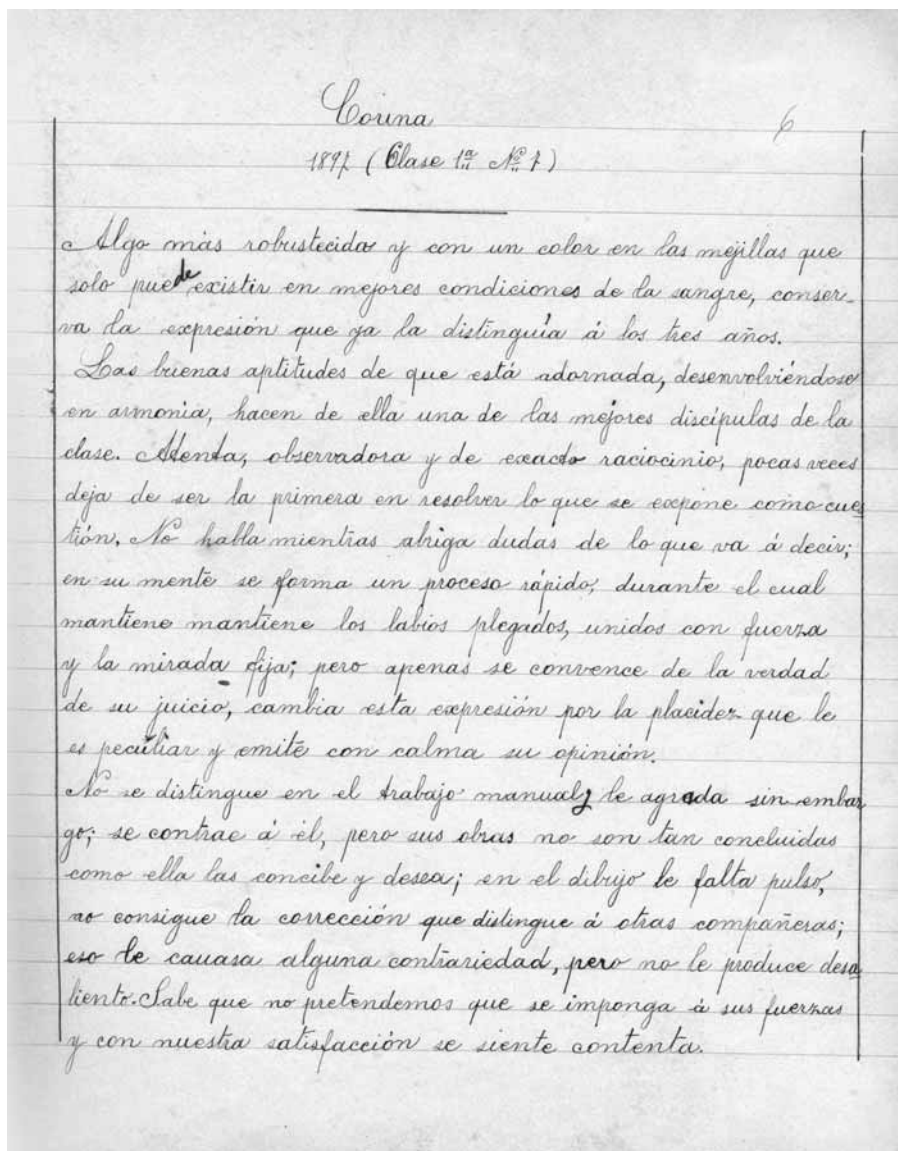 Corina
6
1897 (Clase 1ª Nº 7)
Algo más robustecida y con un color en las mejillas que
solo puede existir en mejores condiciones de la sangre, conser-
va la expresión que ya la distinguía á los tres años.
Las buenas aptitudes de que está adornada, desenvolviéndose
en armonia, hacen de ella una de las mejores discípulas de la
clase. Atenta, observadora y de exacto raciocinio, pocas veces
deja de ser la primera en resolver lo que se expone como cues
tión. No habla mientras abriga dudas de lo que va á decir;
en su mente se forma un proceso rápido, durante el cual
mantiene mantiene los labios plegados, unidos con fuerza
y la mirada fija; pero apenas se convence de la verdad
de su juicio, cambia esta expresión por la placidez que le
es peculiar y emite con calma su opinión.
No se distingue en el trabajo manual, le agrada sin embar
go; se contrae á él, pero sus obras no son tan concluidas
como ella las concibe y desea; en el dibujo le falta pulso,
no consigue la corrección que distingue á otras compañeras;
eso le cauasa alguna contrariedad, pero no le produce desa
liento. Sabe que no pretendemos que se imponga á sus fuerzas
y con nuestra satisfacción se siente contenta.